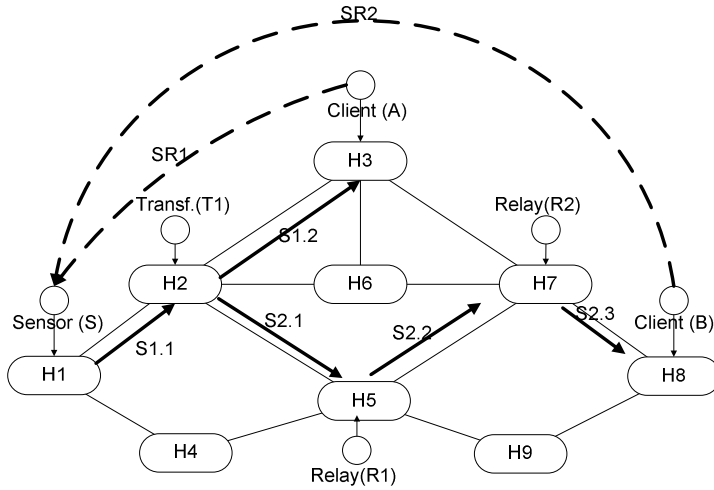 SR2
Client (A)
SR1
H3
Transf.(T1)
Relay(R2)
S1.2
H2
H6
H7
Sensor (S)
S2.1
S2.2
S2.3
Client (B)
S1.1
H1
H8
H5
H4
H9
Relay(R1)